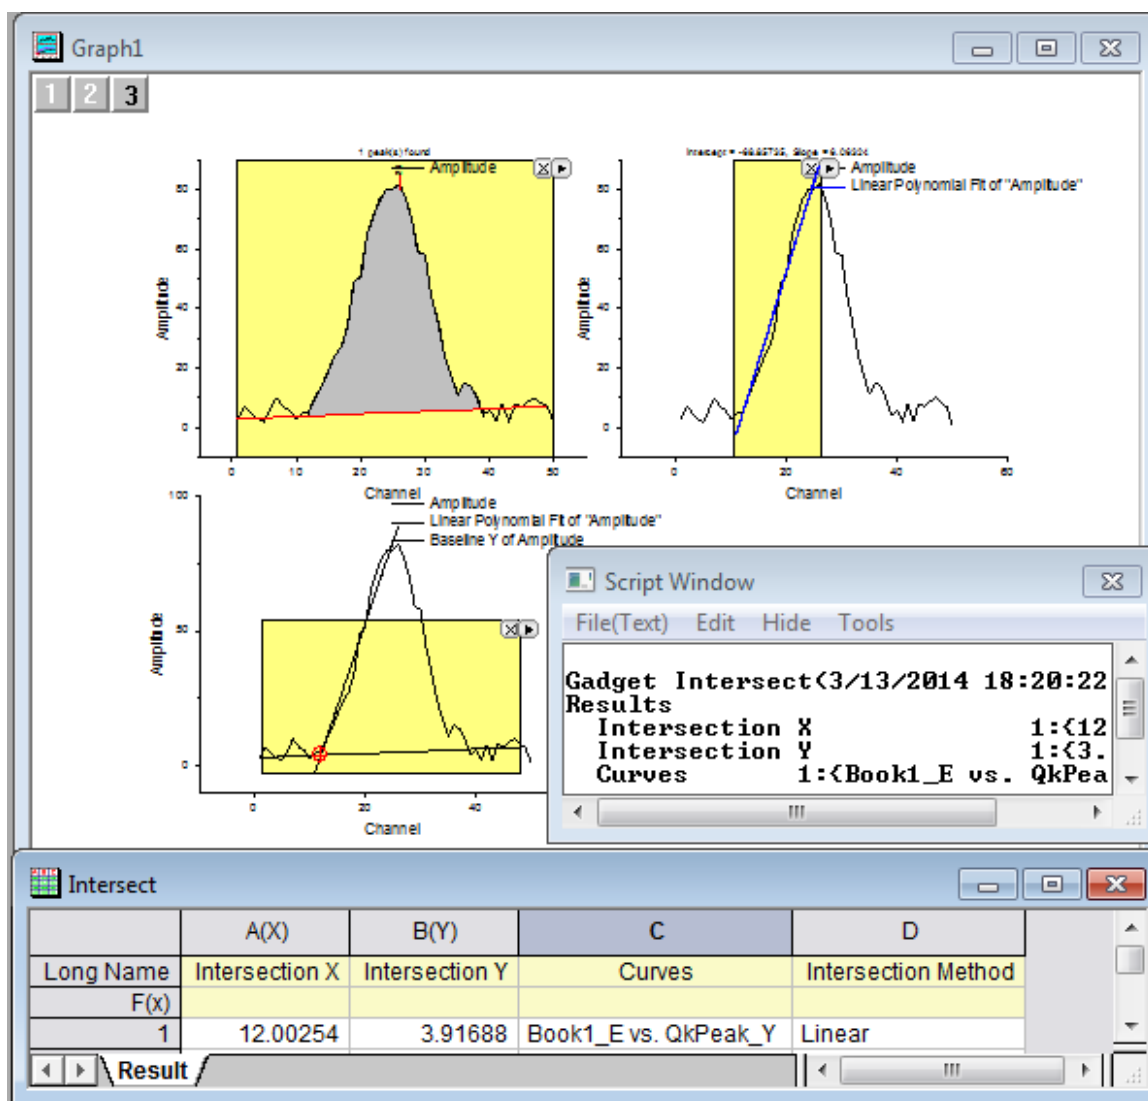 Graph1
1 2 3
1 peak(s) found
Amplitude
80
60
40
20
0
Amplitude
0 10 20 30 40 50
Channel
Amplitude
Linear Polynomial Fit of "Amplitude"
80
60
40
20
0
Amplitude
0 20 40 60
Channel
Amplitude
Linear Polynomial Fit of "Amplitude"
Baseline Y of Amplitude
100
50
0
Amplitude
0 20 40
Channel
Script Window
File(Text) Edit Hide Tools
Gadget Intersect(3/13/2014 18:20:22
Results
Intersection X 1:{12
Intersection Y 1:{3.
Curves 1:{Book1_E vs. QkPea
Intersect
A(X) B(Y) C D
Long Name Intersection X Intersection Y Curves Intersection Method
F(x)
1 12.00254 3.91688 Book1_E vs. QkPeak_Y Linear
Result